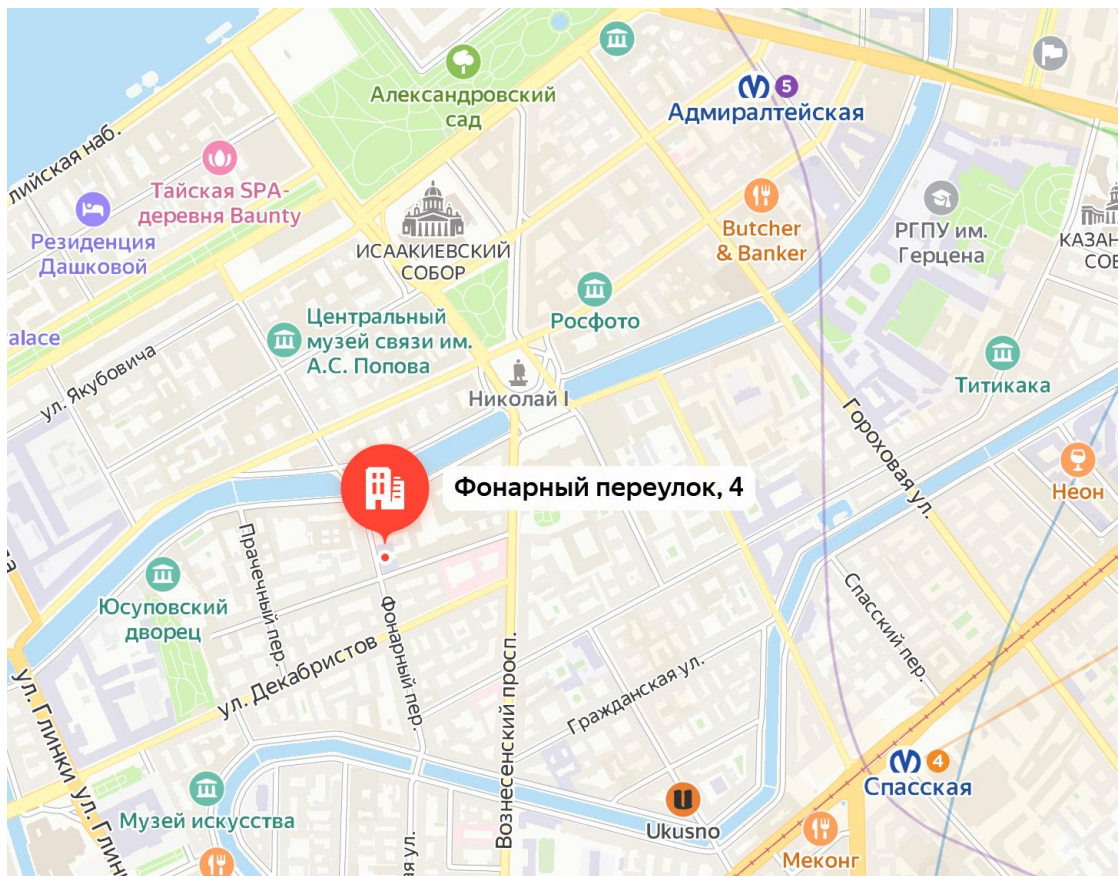 Александровский
сад
5
Адмиралтейская
лийская наб.
Тайская SPA-
деревня Baunty
Резиденция
Дашковой
ИСААКИЕВСКИЙ
СОБОР
Butcher
& Banker
РГПУ им.
Герцена
КАЗАН
СОБ
Росфото
Центральный
музей связи им.
А.С. Попова
alace
ул. Якубовича
Николай I
Титикака
Гороховая ул.
Фонарный переулок, 4
Неон
Прачечный пер.
Юсуповский
дворец
Фонарный пер.
ул. Декабристов
Вознесенский просп.
Гражданская ул.
Спасский пер.
ул. Глинки
ул. Глин
4
Спасская
Музей искусства
Ukusno
Меконг
ая ул.